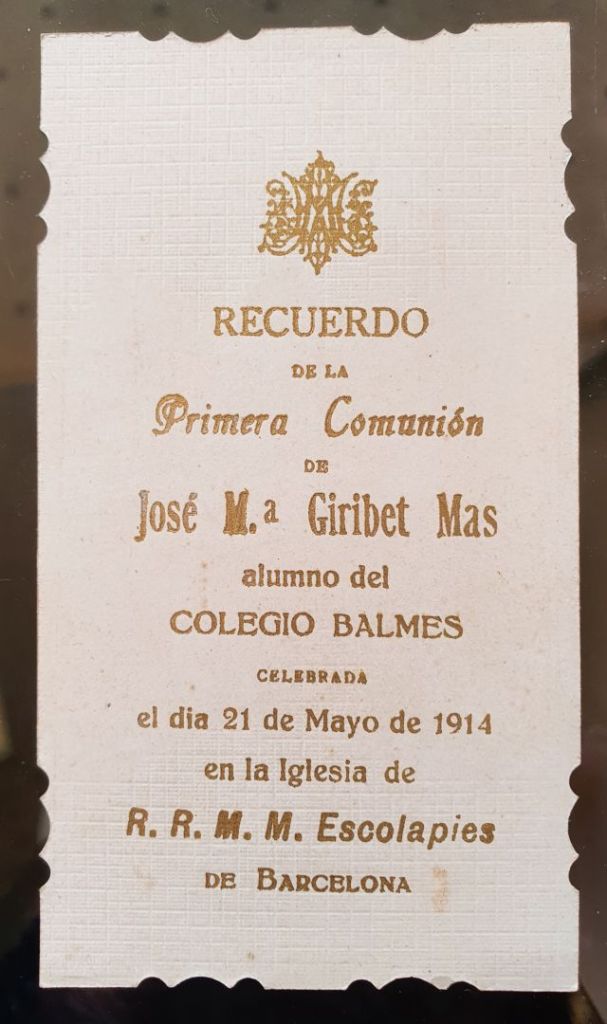 RECUERDO
DE LA
Primera Comunión
DE
José M.ª Giribet Mas
alumno del
COLEGIO BALMES
CELEBRADA
el dia 21 de Mayo de 1914
en la Iglesia de
R. R. M. M. Escolapies
DE BARCELONA